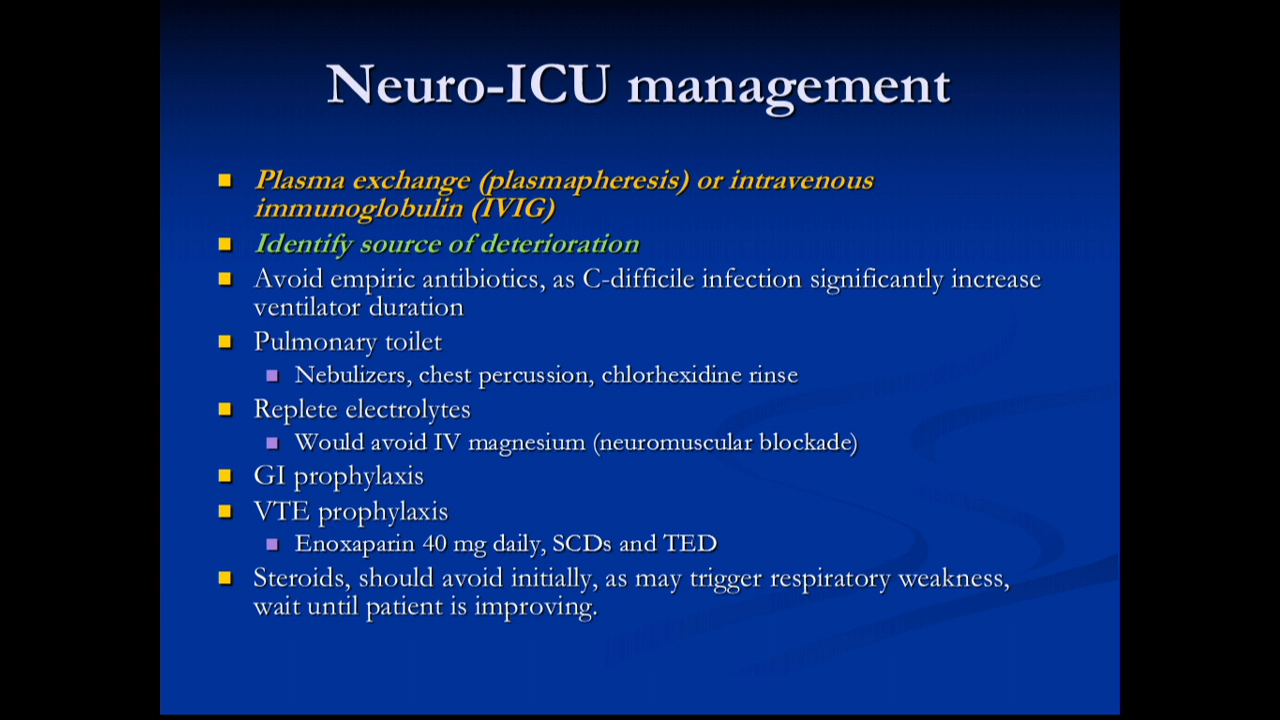 Neuro-ICU management
Plasma exchange (plasmapheresis) or intravenous
immunoglobulin (IVIG)
Identify source of deterioration
Avoid empiric antibiotics, as C-difficile infection significantly increase
ventilator duration
Pulmonary toilet
Nebulizers, chest percussion, chlorhexidine rinse
Replete electrolytes
Would avoid IV magnesium (neuromuscular blockade)
GI prophylaxis
VTE prophylaxis
Enoxaparin 40 mg daily, SCDs and TED
Steroids, should avoid initially, as may trigger respiratory weakness,
wait until patient is improving.